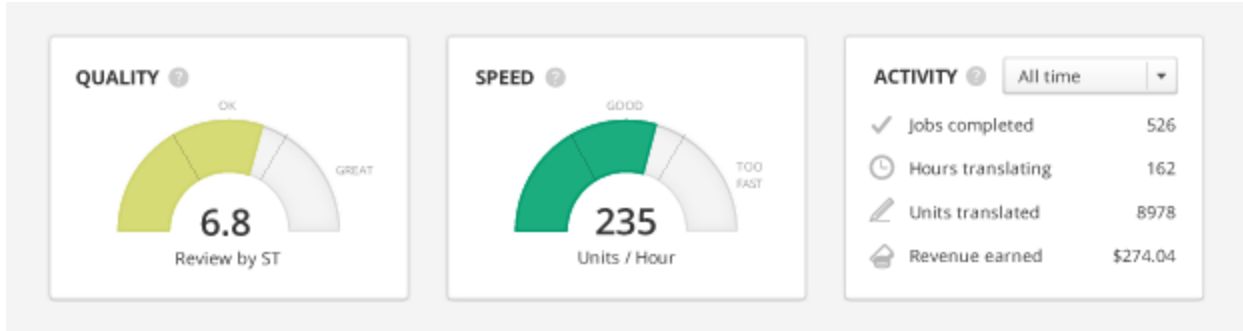 QUALITY ?
OK
GREAT
6.8
Review by ST
SPEED ?
GOOD
TOO
FAST
235
Units / Hour
ACTIVITY ? All time
Jobs completed 526
Hours translating 162
Units translated 8978
Revenue earned $274.04